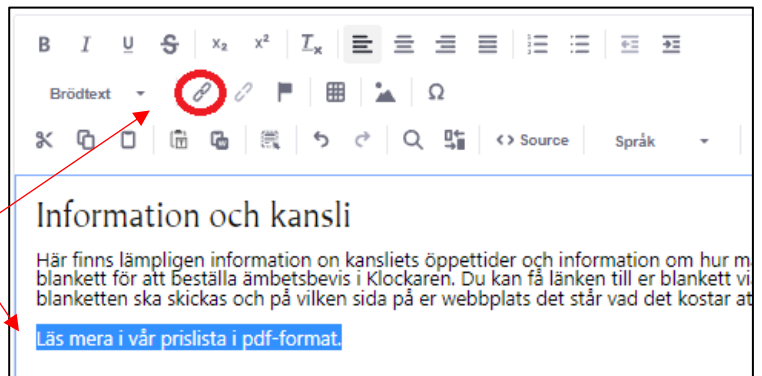 B I U S x₂ x² Tx
Brödtext Ω
<> Source Språk
Information och kansli
Här finns lämpligen information on kansliets öppettider och information om hur m
blankett för att beställa ämbetsbevis i Klockaren. Du kan få länken till er blankett vi
blanketten ska skickas och på vilken sida på er webbplats det står vad det kostar at
Läs mera i vår prislista i pdf-format.